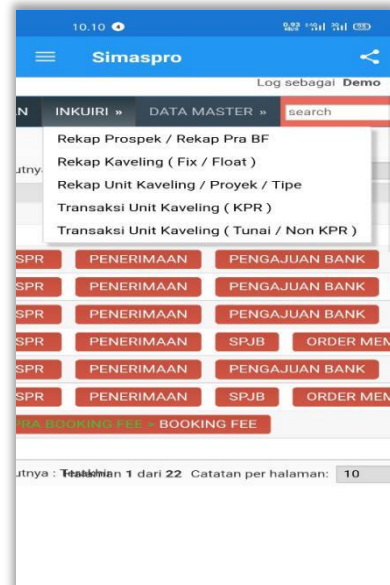 10.10
Simaspro
Log sebagai Demo
N INKUIRI » DATA MASTER » search
Rekap Prospek / Rekap Pra BF
utny
Rekap Kaveling ( Fix / Float )
Rekap Unit Kaveling / Proyek / Tipe
Transaksi Unit Kaveling ( KPR )
Transaksi Unit Kaveling ( Tunai / Non KPR )
SPR PENERIMAAN PENGAJUAN BANK
SPR PENERIMAAN PENGAJUAN BANK
SPR PENERIMAAN PENGAJUAN BANK
SPR PENERIMAAN SPJB ORDER MEM
SPR PENERIMAAN PENGAJUAN BANK
SPR PENERIMAAN SPJB ORDER MEM
PRA BOOKING FEE » BOOKING FEE
utnya : 1 dari 22 Catatan per halaman: 10